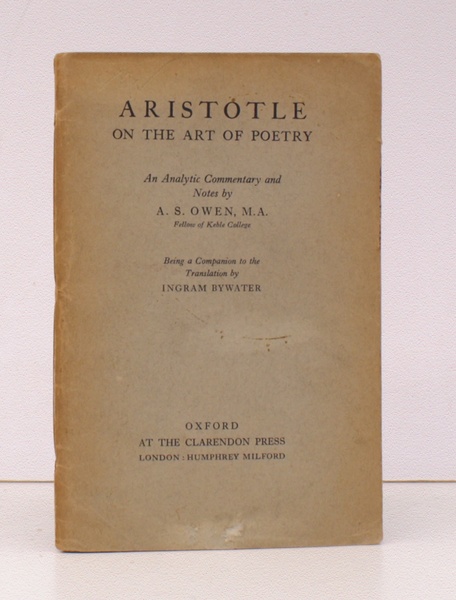 ARISTOTLE
ON THE ART OF POETRY
An Analytic Commentary and
Notes by
A. S. OWEN, M.A.
Fellow of Keble College
Being a Companion to the
Translation by
INGRAM BYWATER
OXFORD
AT THE CLARENDON PRESS
LONDON : HUMPHREY MILFORD